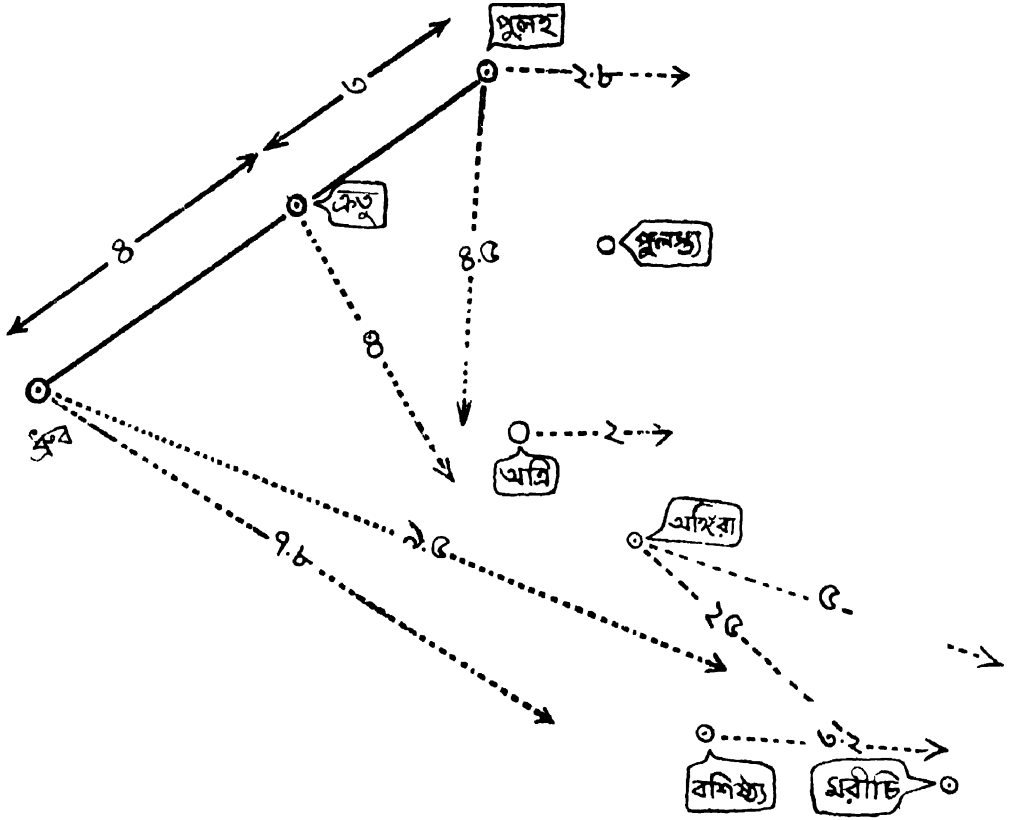 পুলহ
২·৮
৩
ক্রতু
৪
৪·৫
পুলস্ত্য
৪
ধ্রুব
অত্রি
২
অঙ্গিরা
৭·৮
৯·৫
৫
২৫
বশিষ্ঠ্য
৩·২
মরীচি